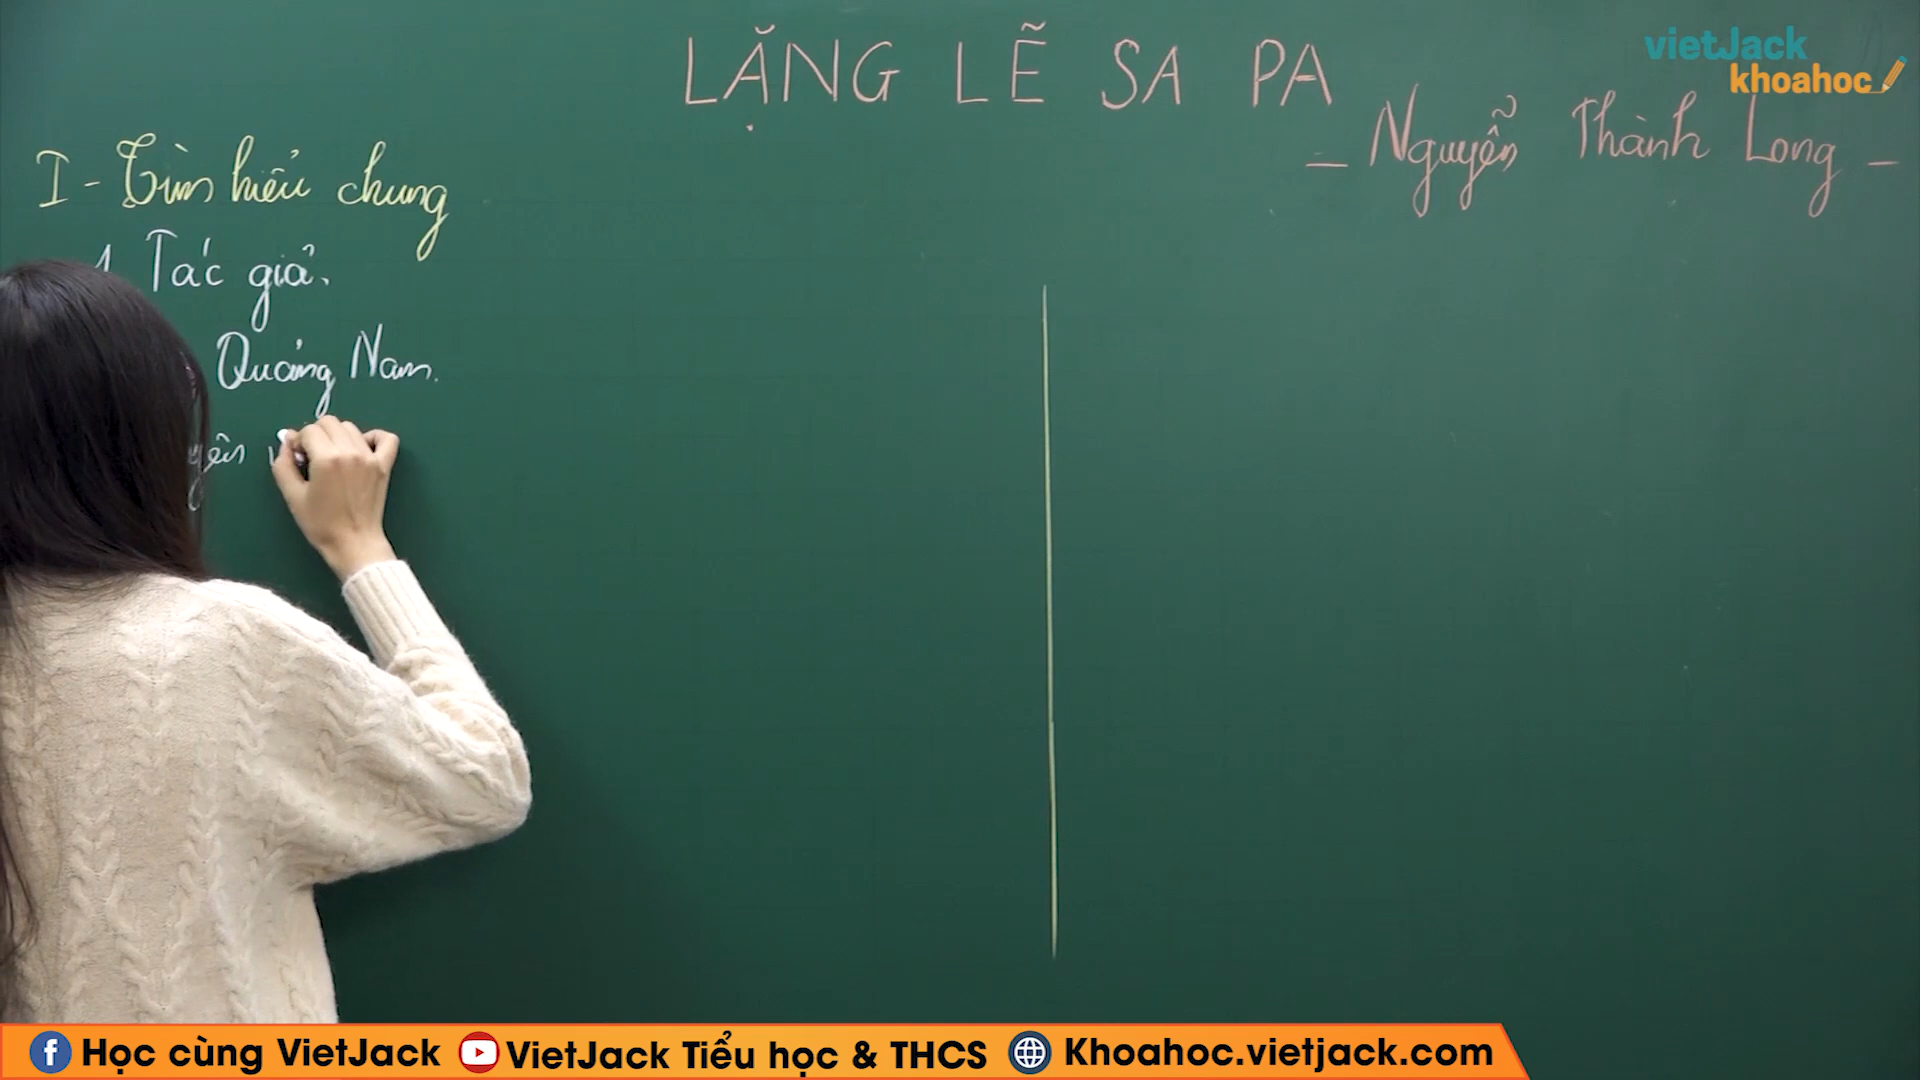 LẶNG LẼ SA PA
vietJack
khoahoc
- Nguyễn Thành Long -
I - Tìm hiểu chung
1. Tác giả.
Quảng Nam.
Học cùng VietJack
VietJack Tiểu học & THCS
Khoahoc.vietjack.com